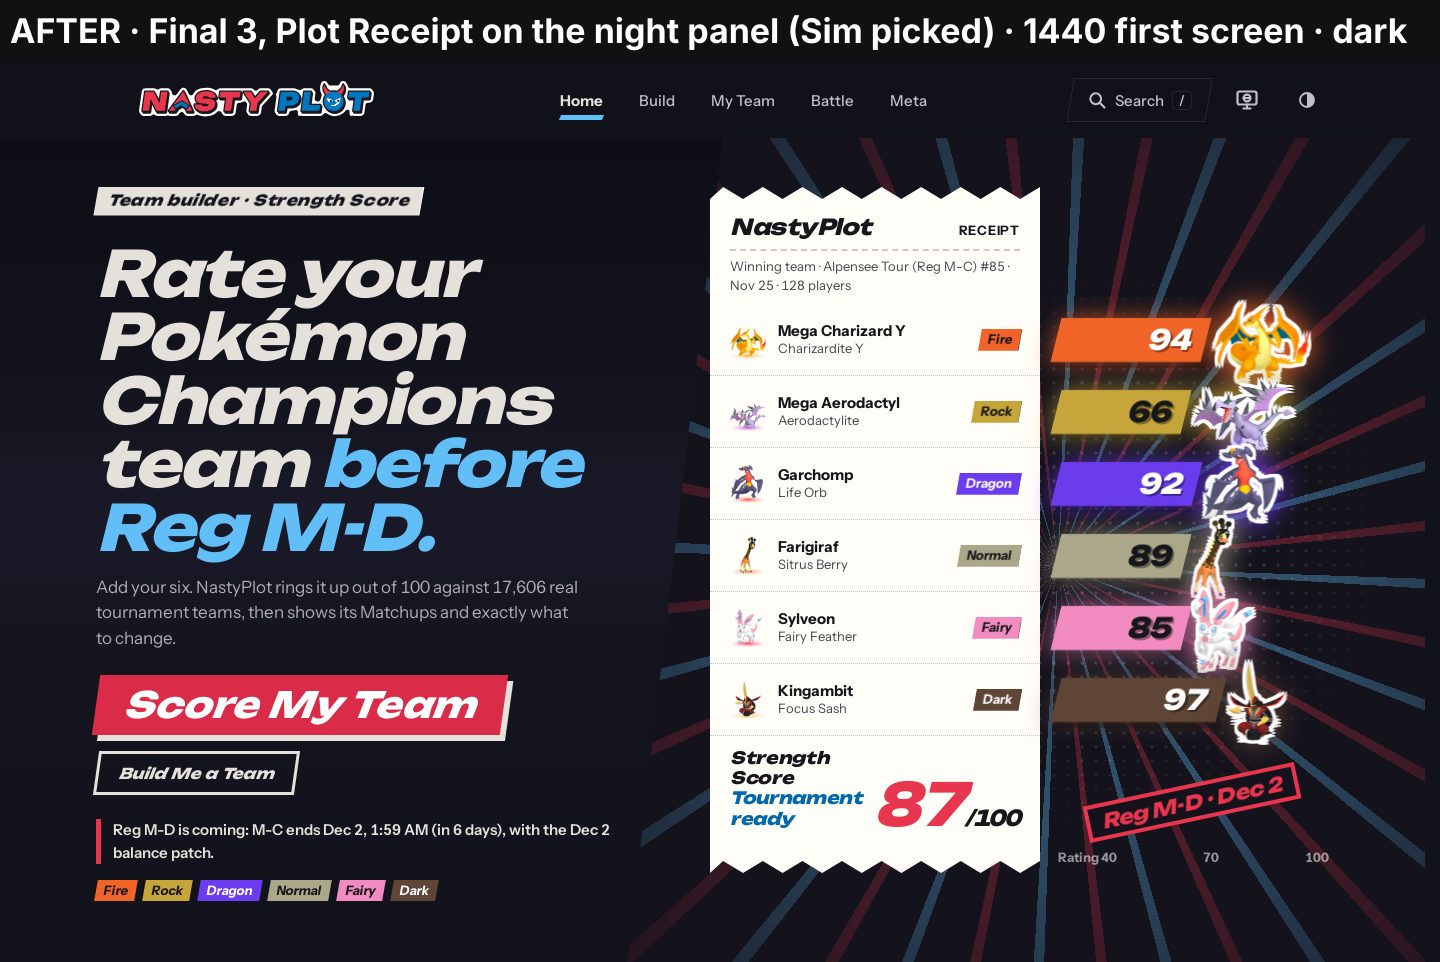 AFTER · Final 3, Plot Receipt on the night panel (Sim picked) · 1440 first screen · dark
NASTY PLOT
Home
Build
My Team
Battle
Meta
Search /
Team builder · Strength Score
Rate your
Pokémon
Champions
team before
Reg M-D.
Add your six. NastyPlot rings it up out of 100 against 17,606 real
tournament teams, then shows its Matchups and exactly what
to change.
Score My Team
Build Me a Team
Reg M-D is coming: M-C ends Dec 2, 1:59 AM (in 6 days), with the Dec 2
balance patch.
Fire Rock Dragon Normal Fairy Dark
NastyPlot RECEIPT
Winning team · Alpensee Tour (Reg M-C) #85 ·
Nov 25 · 128 players
Mega Charizard Y
Charizardite Y
Fire
94
Mega Aerodactyl
Aerodactylite
Rock
66
Garchomp
Life Orb
Dragon
92
Farigiraf
Sitrus Berry
Normal
89
Sylveon
Fairy Feather
Fairy
85
Kingambit
Focus Sash
Dark
97
Strength
Score
Tournament
ready
87/100
Reg M-D · Dec 2
Rating 40 70 100